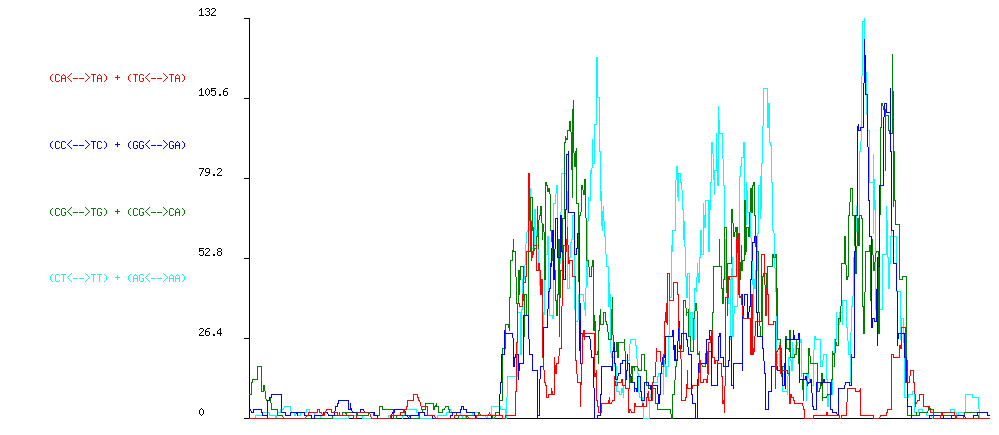 132
(CA<-->TA) + (TG<-->TA)
105.6
(CC<-->TC) + (GG<-->GA)
79.2
(CG<-->TG) + (CG<-->CA)
52.8
(CT<-->TT) + (AG<-->AA)
26.4
0